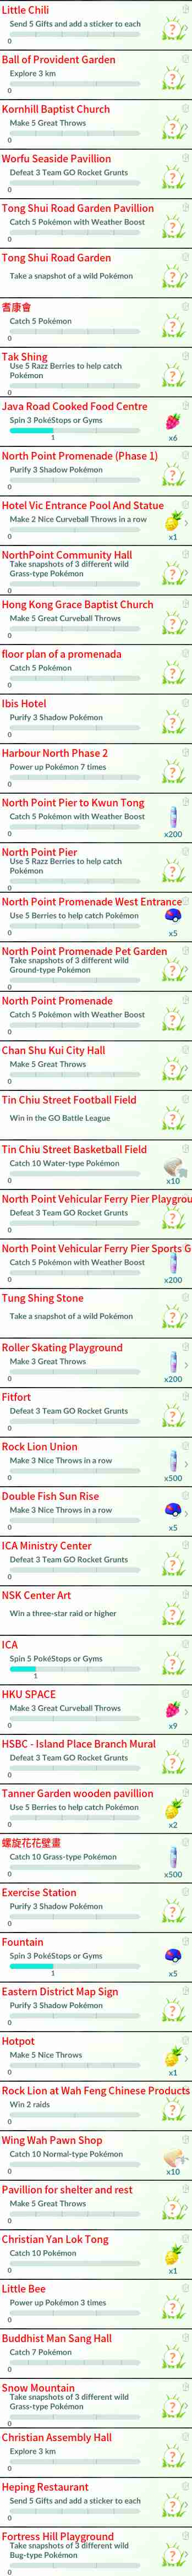 Little Chili
Send 5 Gifts and add a sticker to each
0
Ball of Provident Garden
Explore 3 km
0
Kornhill Baptist Church
Make 5 Great Throws
0
Worfu Seaside Pavillion
Defeat 3 Team GO Rocket Grunts
0
Tong Shui Road Garden Pavillion
Catch 5 Pokémon with Weather Boost
0
Tong Shui Road Garden
Take a snapshot of a wild Pokémon
耆康會
Catch 5 Pokémon
0
Tak Shing
Use 5 Razz Berries to help catch
Pokémon
0
Java Road Cooked Food Centre
Spin 3 PokéStops or Gyms
1
x6
North Point Promenade (Phase 1)
Purify 3 Shadow Pokémon
0
Hotel Vic Entrance Pool And Statue
Make 2 Nice Curveball Throws in a row
0
x1
NorthPoint Community Hall
Take snapshots of 3 different wild
Grass-type Pokémon
0
Hong Kong Grace Baptist Church
Make 5 Great Curveball Throws
0
floor plan of a promenada
Catch 5 Pokémon
0
Ibis Hotel
Purify 3 Shadow Pokémon
0
Harbour North Phase 2
Power up Pokémon 7 times
0
North Point Pier to Kwun Tong
Catch 5 Pokémon with Weather Boost
0
x200
North Point Pier
Use 5 Razz Berries to help catch
Pokémon
0
North Point Promenade West Entrance
Use 5 Berries to help catch Pokémon
0
x5
North Point Promenade Pet Garden
Take snapshots of 3 different wild
Ground-type Pokémon
0
North Point Promenade
Catch 5 Pokémon with Weather Boost
0
Chan Shu Kui City Hall
Make 5 Great Throws
0
Tin Chiu Street Football Field
Win in the GO Battle League
Tin Chiu Street Basketball Field
Catch 10 Water-type Pokémon
0
x10
North Point Vehicular Ferry Pier Playgrou
Defeat 3 Team GO Rocket Grunts
0
North Point Vehicular Ferry Pier Sports G
Catch 5 Pokémon with Weather Boost
0
x200
Tung Shing Stone
Take a snapshot of a wild Pokémon
Roller Skating Playground
Make 3 Great Throws
0
x200
Fitfort
Defeat 3 Team GO Rocket Grunts
0
Rock Lion Union
Make 3 Nice Throws in a row
0
x500
Double Fish Sun Rise
Make 3 Nice Throws in a row
0
x5
ICA Ministry Center
Defeat 3 Team GO Rocket Grunts
0
NSK Center Art
Win a three-star raid or higher
ICA
Spin 5 PokéStops or Gyms
1
HKU SPACE
Make 3 Great Curveball Throws
0
x9
HSBC - Island Place Branch Mural
Defeat 3 Team GO Rocket Grunts
0
Tanner Garden wooden pavillion
Use 5 Berries to help catch Pokémon
0
x2
螺旋花花壁畫
Catch 10 Grass-type Pokémon
0
x500
Exercise Station
Purify 3 Shadow Pokémon
0
Fountain
Spin 3 PokéStops or Gyms
1
x5
Eastern District Map Sign
Purify 3 Shadow Pokémon
0
Hotpot
Make 5 Nice Throws
0
x1
Rock Lion at Wah Feng Chinese Products
Win 2 raids
0
Wing Wah Pawn Shop
Catch 10 Normal-type Pokémon
0
x10
Pavillion for shelter and rest
Make 5 Great Throws
0
Christian Yan Lok Tong
Catch 10 Pokémon
0
x1
Little Bee
Power up Pokémon 3 times
0
Buddhist Man Sang Hall
Catch 7 Pokémon
0
Snow Mountain
Take snapshots of 3 different wild
Grass-type Pokémon
0
Christian Assembly Hall
Explore 3 km
0
Heping Restaurant
Send 5 Gifts and add a sticker to each
0
Fortress Hill Playground
Take snapshots of 3 different wild
Bug-type Pokémon
0